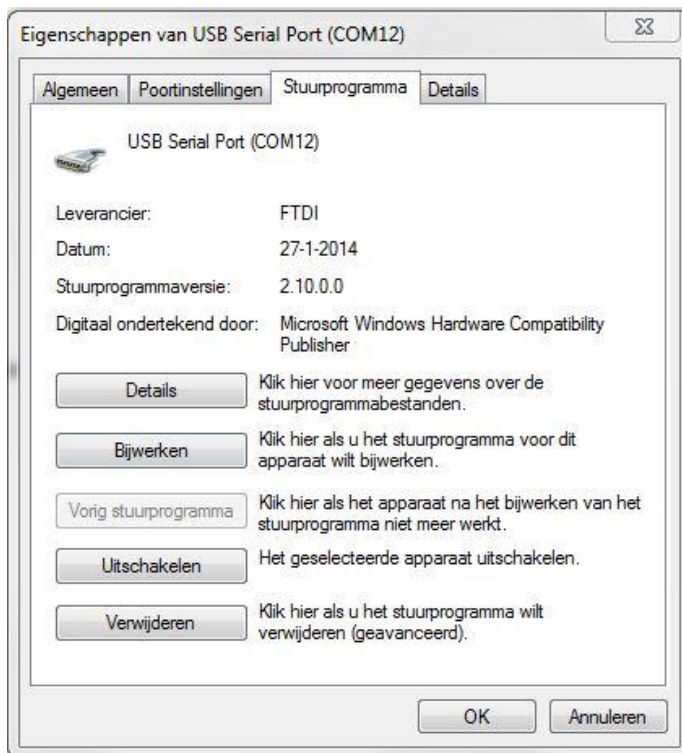 Eigenschappen van USB Serial Port (COM12)
Algemeen Poortinstellingen Stuurprogramma Details
USB Serial Port (COM12)
Leverancier: FTDI
Datum: 27-1-2014
Stuurprogrammaversie: 2.10.0.0
Digitaal ondertekend door: Microsoft Windows Hardware Compatibility
Publisher
Details
Klik hier voor meer gegevens over de
stuurprogrammabestanden.
Bijwerken
Klik hier als u het stuurprogramma voor dit
apparaat wilt bijwerken.
Vorig stuurprogramma
Klik hier als het apparaat na het bijwerken van het
stuurprogramma niet meer werkt.
Uitschakelen
Het geselecteerde apparaat uitschakelen.
Verwijderen
Klik hier als u het stuurprogramma wilt
verwijderen (geavanceerd).
OK Annuleren